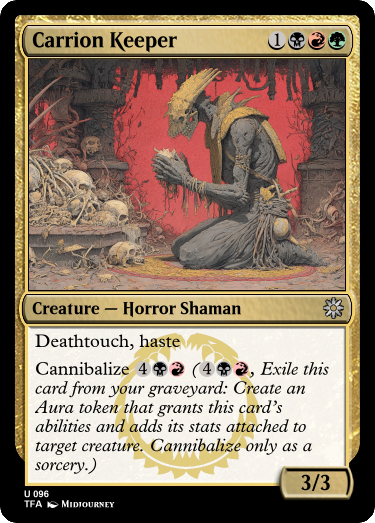 Carrion Keeper 1
Creature — Horror Shaman
Deathtouch, haste
Cannibalize 4 (4, Exile this
card from your graveyard: Create an
Aura token that grants this card's
abilities and adds its stats attached to
target creature. Cannibalize only as a
sorcery.)
3/3
U 096
TFA Midjourney